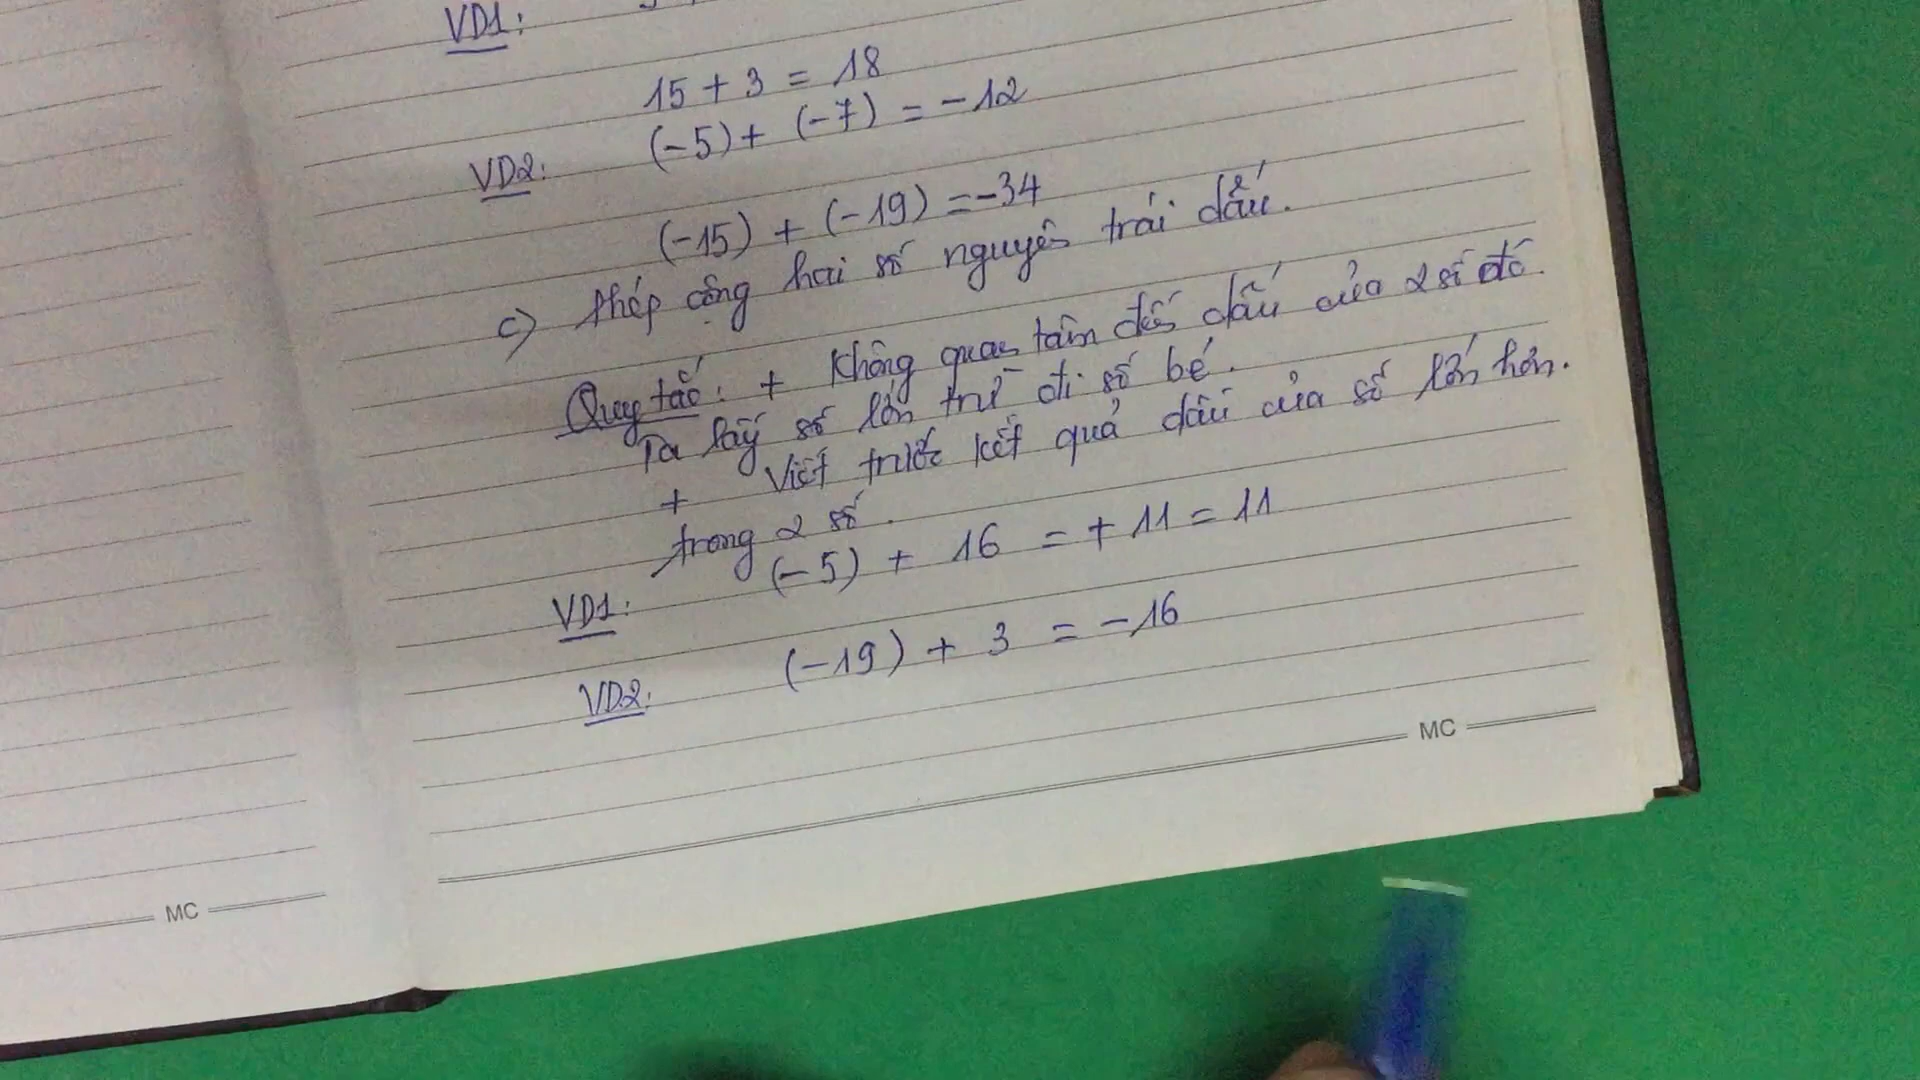 VD1:
15 + 3 = 18
VD2: (-5) + (-7) = -12
(-15) + (-19) = -34
c) Phép cộng hai số nguyên trái dấu.
Quy tắc: + Không quan tâm đến dấu của 2 số đó.
Ta lấy số lớn trừ đi số bé.
+ Viết trước kết quả dấu của số lớn hơn.
trong 2 số.
VD1: (-5) + 16 = + 11 = 11
VD2: (-19) + 3 = -16
MC
MC